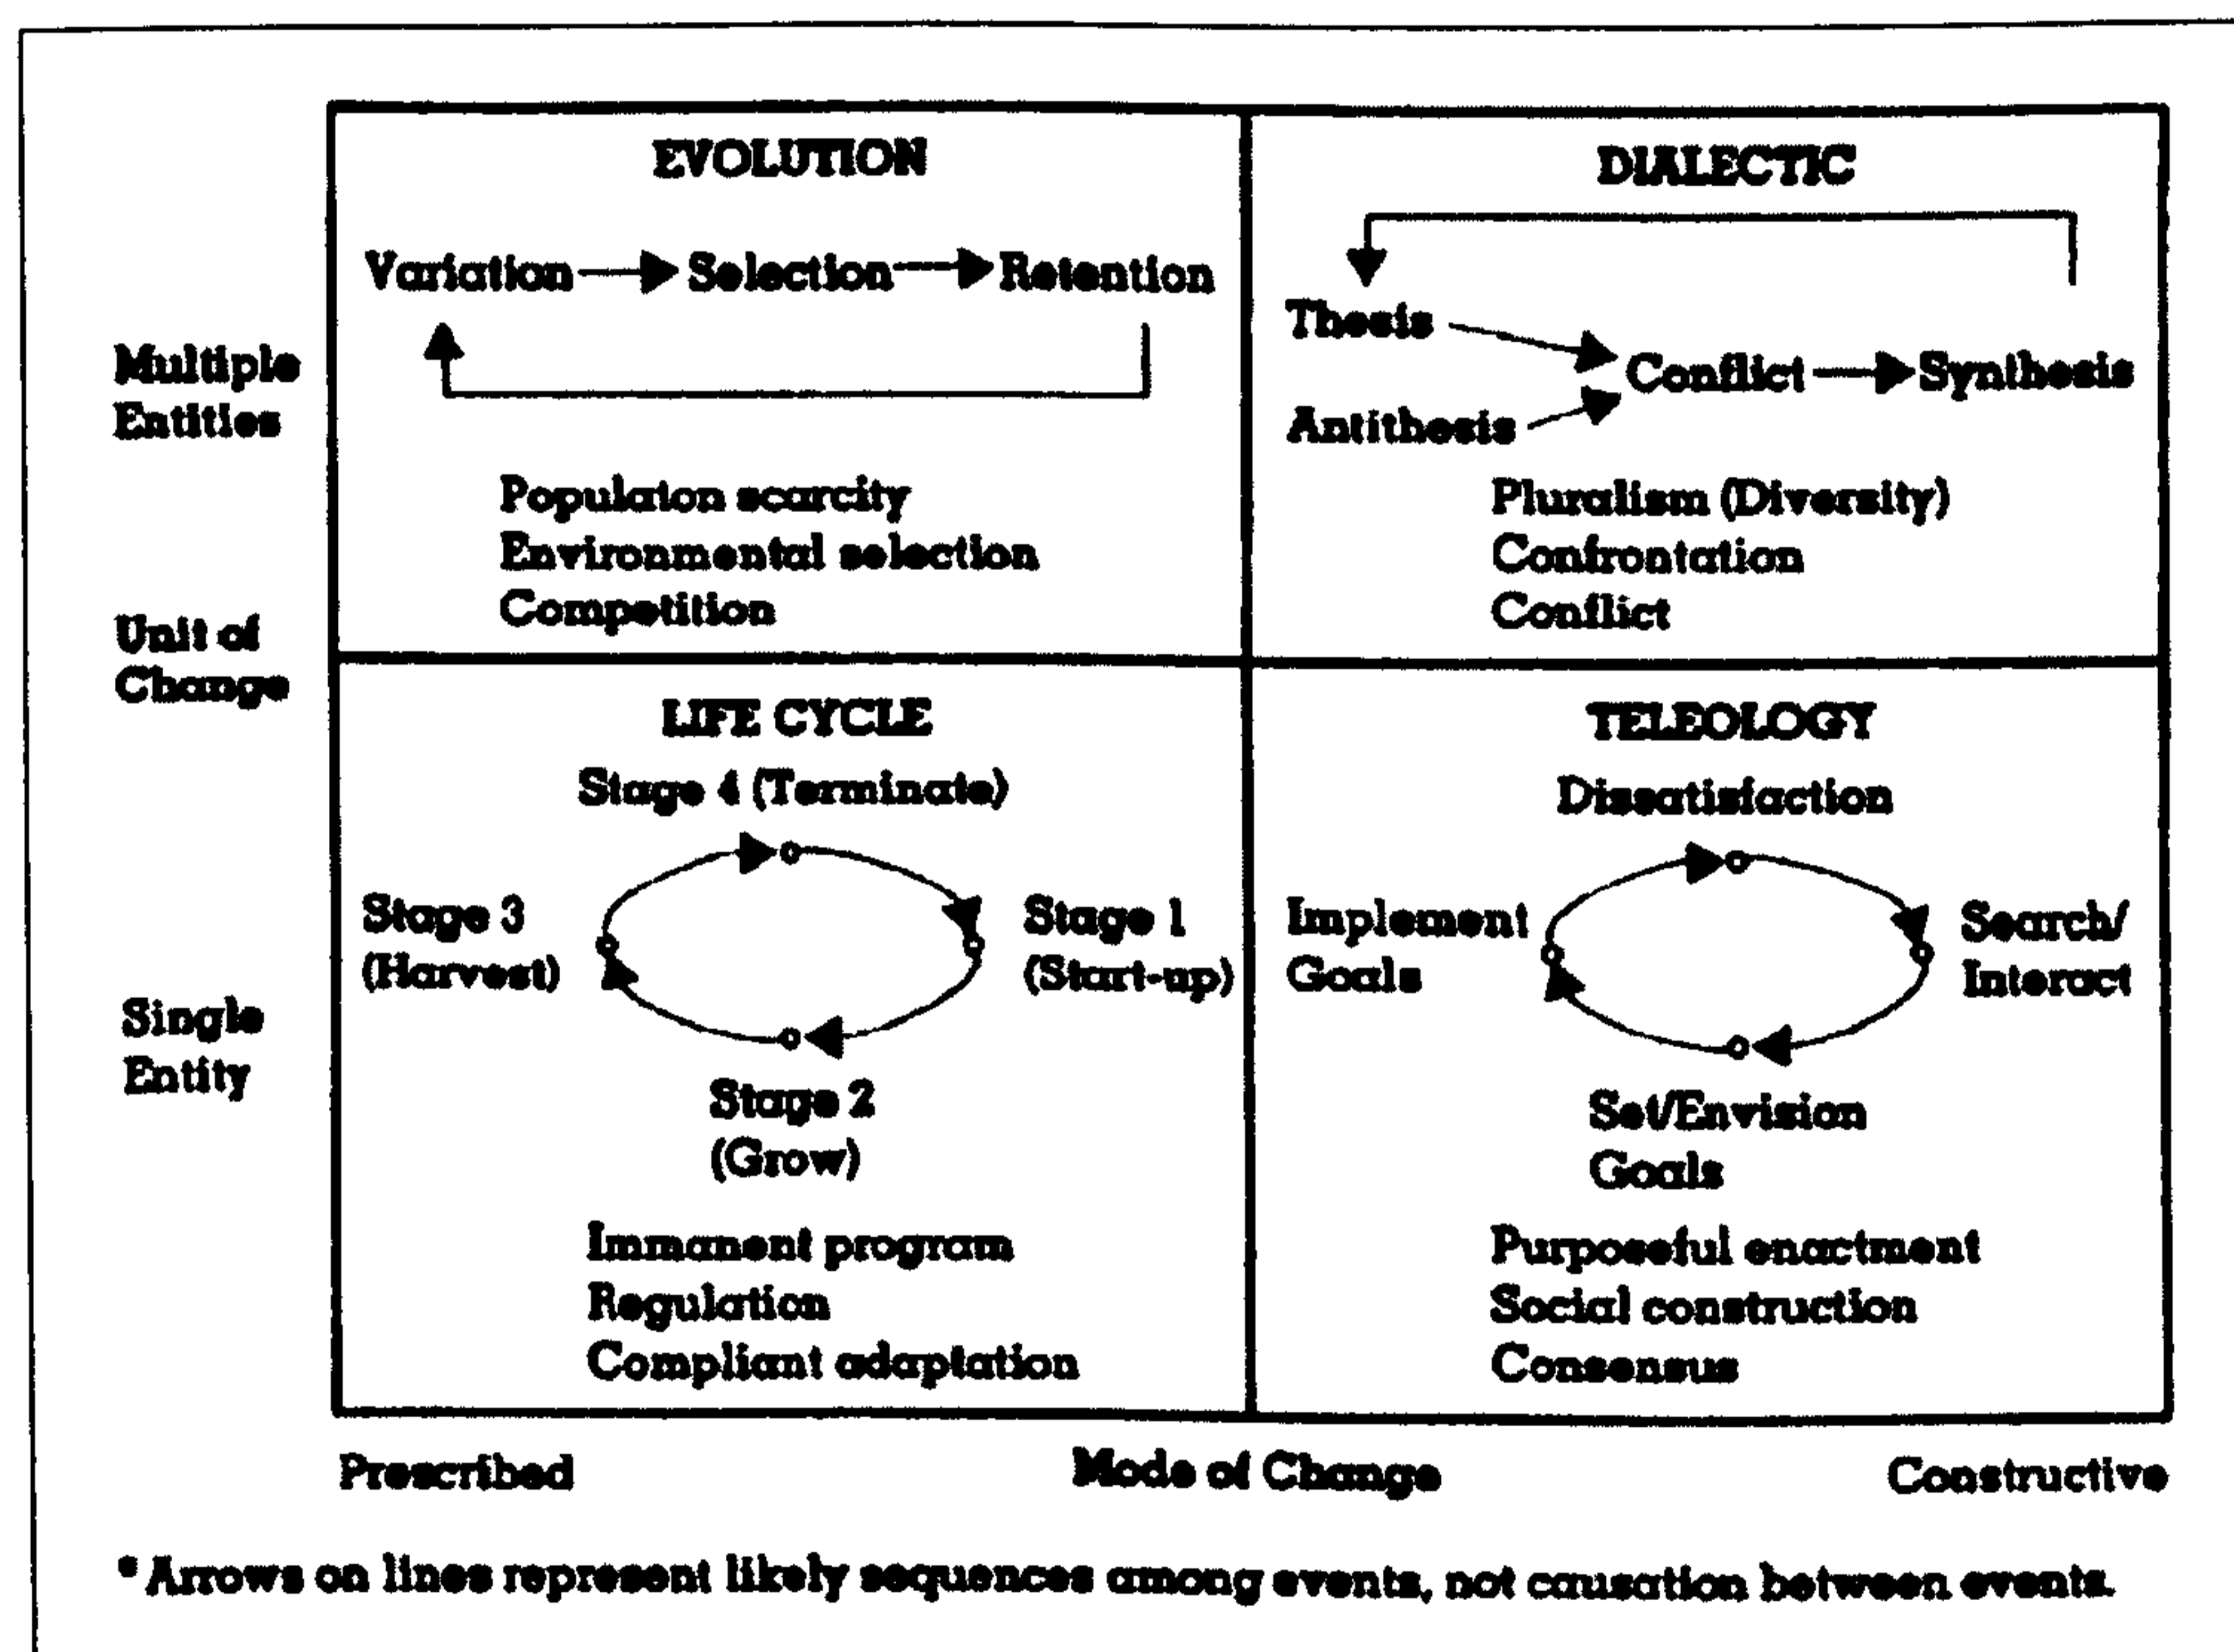 EVOLUTION
Variation Selection Retention
Populaton scarcity
Environmental selection
Competition
DIALECTIC
Thesis
Antithesis
Conflict Synthesis
Pluralism (Diversity)
Confrontation
Conflict
Multiple
Entities
Unit of
Change
Single
Entity
LIFE CYCLE
Stage 4 (Terminate)
Stage 3
(Harvest)
Stage 1
(Start-up)
Stage 2
(Grow)
Immanent program
Regulation
Compliant adaptation
TELEOLOGY
Dissatisfaction
Implement
Goals
Search/
Interact
Set/Envision
Goals
Purposeful enactment
Social construction
Consensus
Prescribed Mode of Change Constructive
*Arrows on lines represent likely sequences among events, not causation between events.